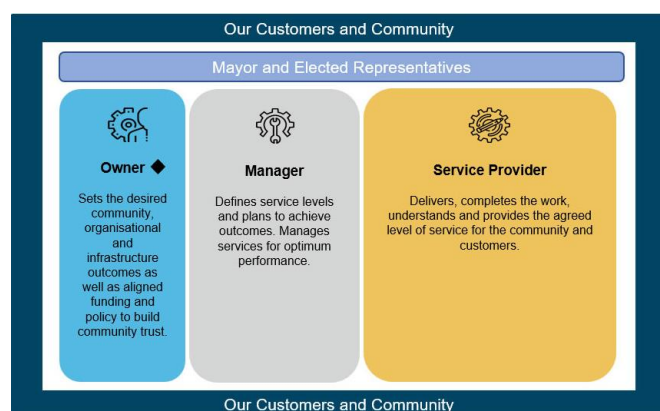 Our Customers and Community
Mayor and Elected Representatives
Owner ◆
Sets the desired
community,
organisational
and
infrastructure
outcomes as
well as aligned
funding and
policy to build
community trust.
Manager
Defines service levels
and plans to achieve
outcomes. Manages
services for optimum
performance.
Service Provider
Delivers, completes the work,
understands and provides the agreed
level of service for the community and
customers.
Our Customers and Community